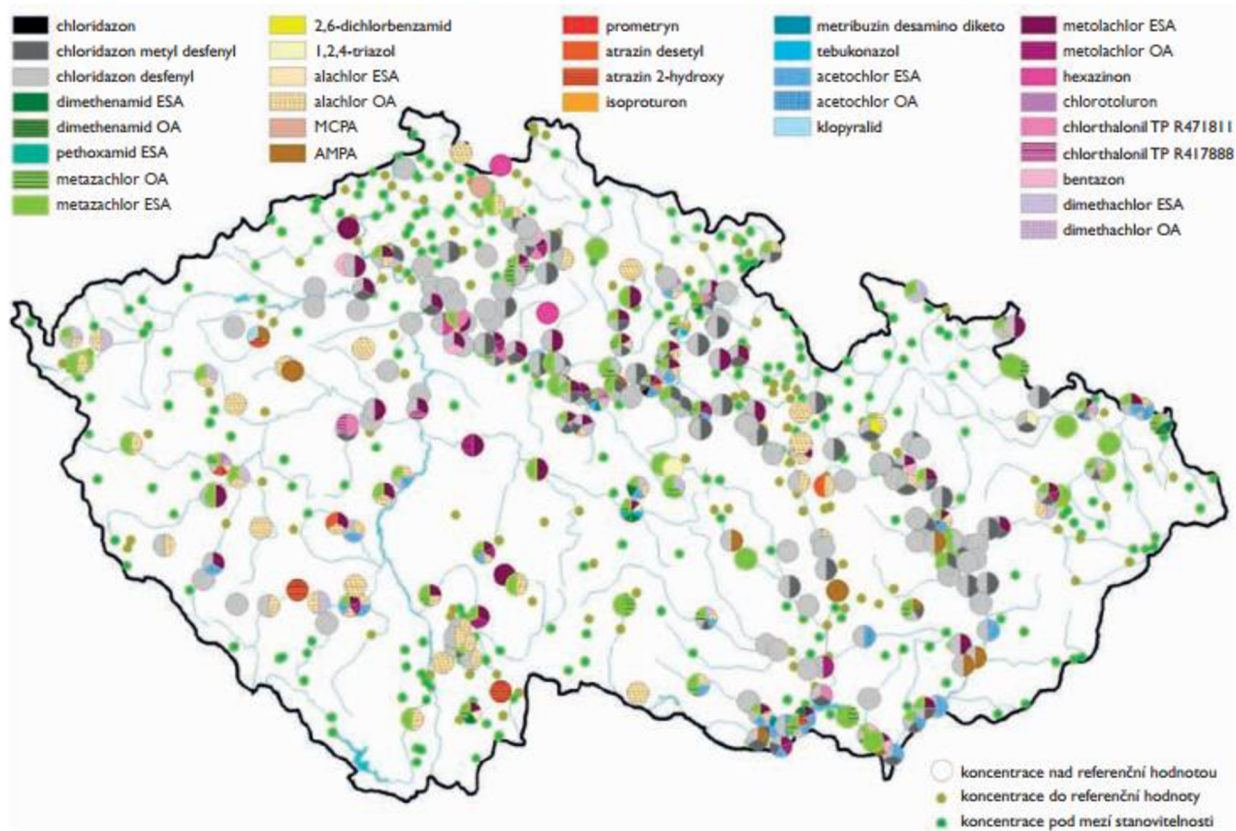 chloridazon
chloridazon metyl desfenyl
chloridazon desfenyl
dimethenamid ESA
dimethenamid OA
pethoxamid ESA
metazachlor OA
metazachlor ESA
2,6-dichlorbenzamid
1,2,4-triazol
alachlor ESA
alachlor OA
MCPA
AMPA
prometryn
atrazin desetyl
atrazin 2-hydroxy
isoproturon
metribuzin desamino diketo
tebukonazol
acetochlor ESA
acetochlor OA
klopyralid
metolachlor ESA
metolachlor OA
hexazinon
chlorotoluron
chlorthalonil TP R471811
chlorthalonil TP R417888
bentazon
dimethachlor ESA
dimethachlor OA
koncentrace nad referenční hodnotou
koncentrace do referenční hodnoty
koncentrace pod mezí stanovitelnosti